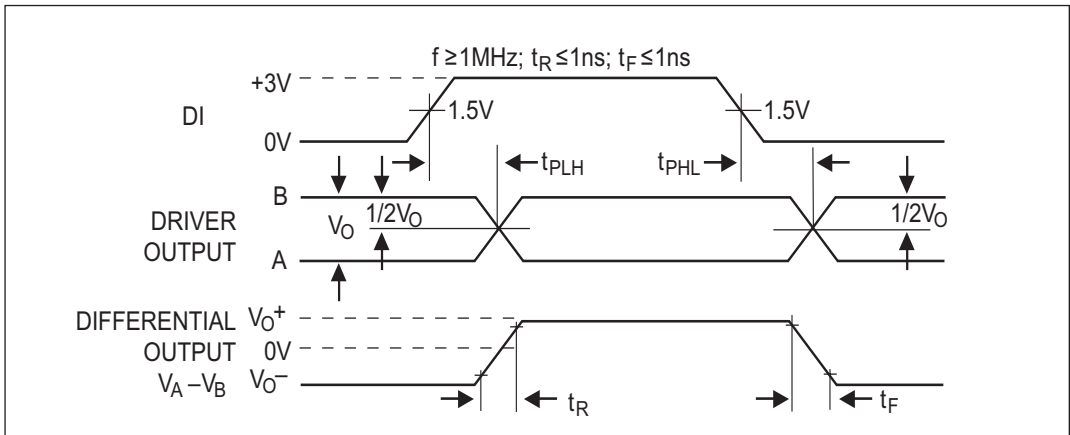 f ≥1MHz; tR ≤1ns; tF ≤1ns
+3V
DI
1.5V
1.5V
0V
tPLH
tPHL
B
DRIVER
OUTPUT
VO
1/2VO
1/2VO
A
DIFFERENTIAL
OUTPUT
VA –VB
VO+
0V
VO–
tR
tF